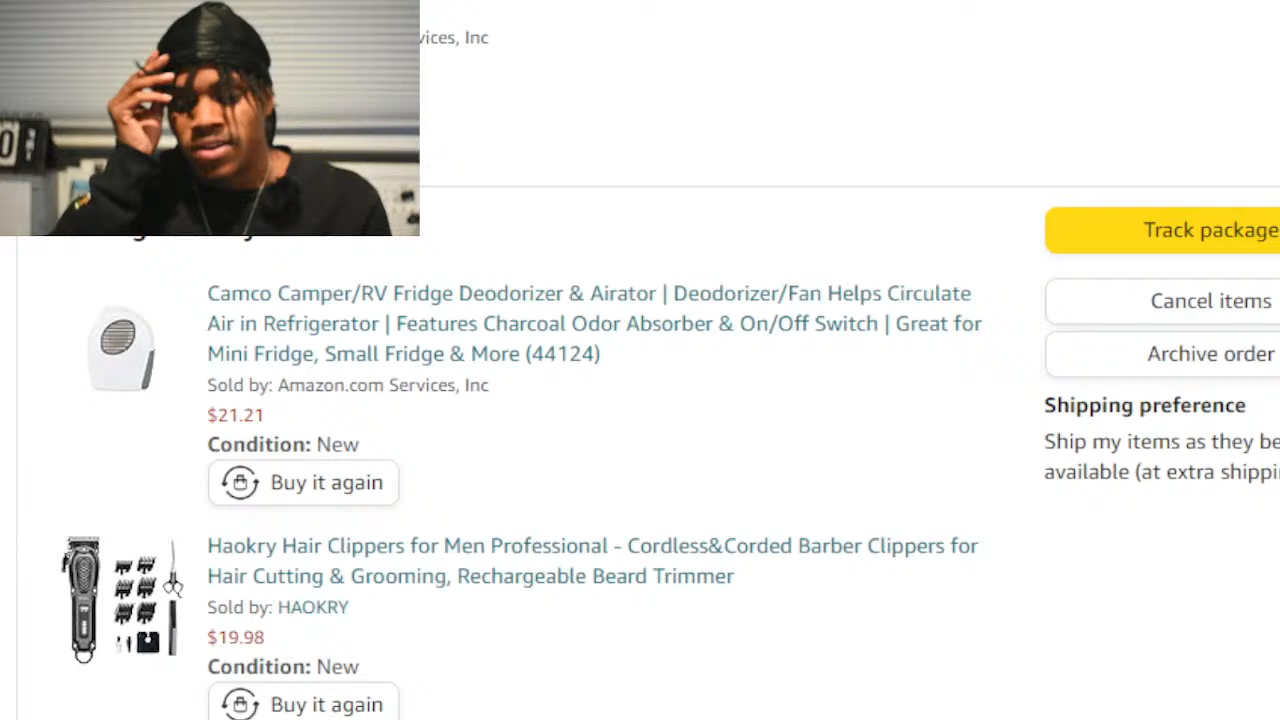 vices, Inc
Track package
Camco Camper/RV Fridge Deodorizer & Airator | Deodorizer/Fan Helps Circulate
Air in Refrigerator | Features Charcoal Odor Absorber & On/Off Switch | Great for
Mini Fridge, Small Fridge & More (44124)
Sold by: Amazon.com Services, Inc
$21.21
Condition: New
Buy it again
Cancel items
Archive order
Shipping preference
Ship my items as they be
available (at extra shippi
Haokry Hair Clippers for Men Professional - Cordless&Corded Barber Clippers for
Hair Cutting & Grooming, Rechargeable Beard Trimmer
Sold by: HAOKRY
$19.98
Condition: New
Buy it again